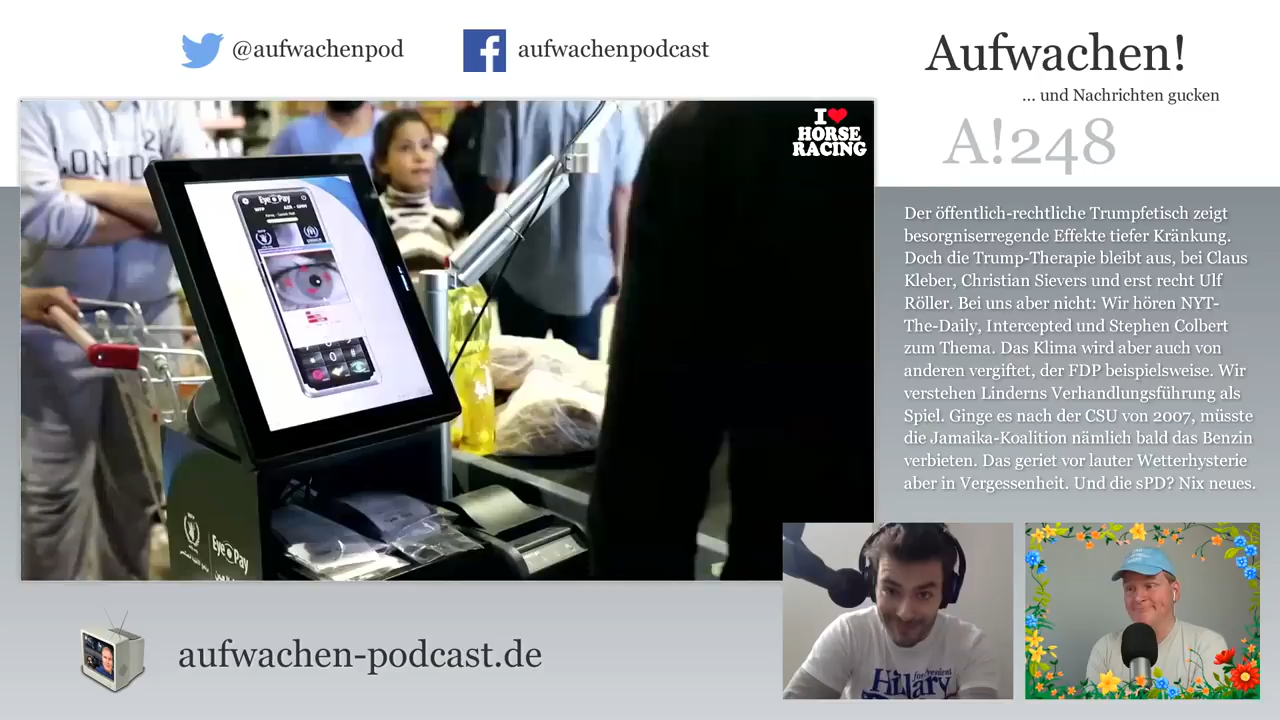 @aufwachenpod
aufwachenpodcast
Aufwachen!
... und Nachrichten gucken
A!248
I
HORSE
RACING
LOND
EyePay
WFP
Der öffentlich-rechtliche Trumpfetisch zeigt
besorgniserregende Effekte tiefer Kränkung.
Doch die Trump-Therapie bleibt aus, bei Claus
Kleber, Christian Sievers und erst recht Ulf
Röller. Bei uns aber nicht: Wir hören NYT-
The-Daily, Intercepted und Stephen Colbert
zum Thema. Das Klima wird aber auch von
anderen vergiftet, der FDP beispielsweise. Wir
verstehen Linderns Verhandlungsführung als
Spiel. Ginge es nach der CSU von 2007, müsste
die Jamaika-Koalition nämlich bald das Benzin
verbieten. Das geriet vor lauter Wetterhysterie
aber in Vergessenheit. Und die sPD? Nix neues.
EyePay
Hillary
aufwachen-podcast.de